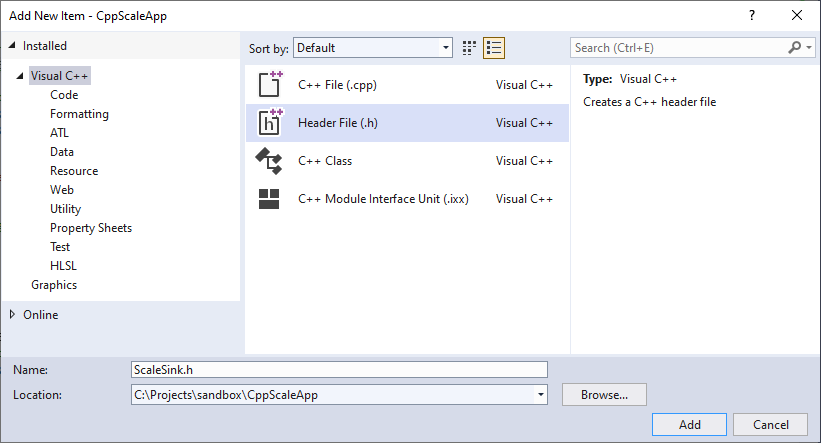 Add New Item - CppScaleApp
? 
Installed
Sort by: Default
Search (Ctrl+E)
Visual C++
Code
Formatting
ATL
Data
Resource
Web
Utility
Property Sheets
Test
HLSL
Graphics
Online
C++ File (.cpp) Visual C++
Header File (.h) Visual C++
C++ Class Visual C++
C++ Module Interface Unit (.ixx) Visual C++
Type: Visual C++
Creates a C++ header file
Name: ScaleSink.h
Location: C:\Projects\sandbox\CppScaleApp
Browse...
Add Cancel